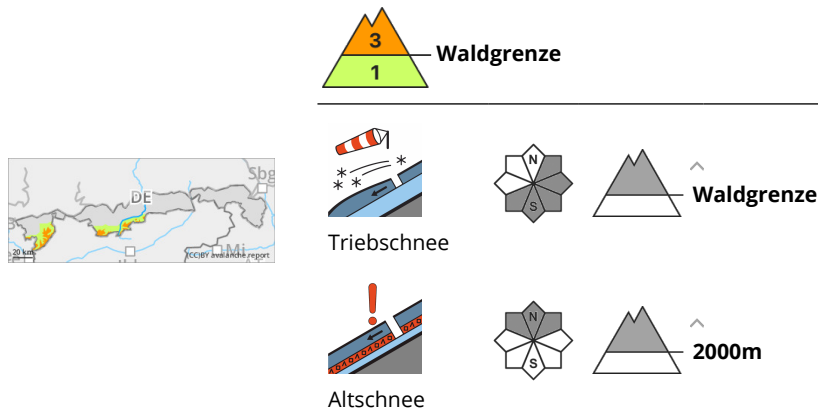 3
Waldgrenze
1
Sbg
DE
20 km
Mi
(CC)BY avalanche.report
N
S
Waldgrenze
Triebschnee
N
S
2000m
Altschnee